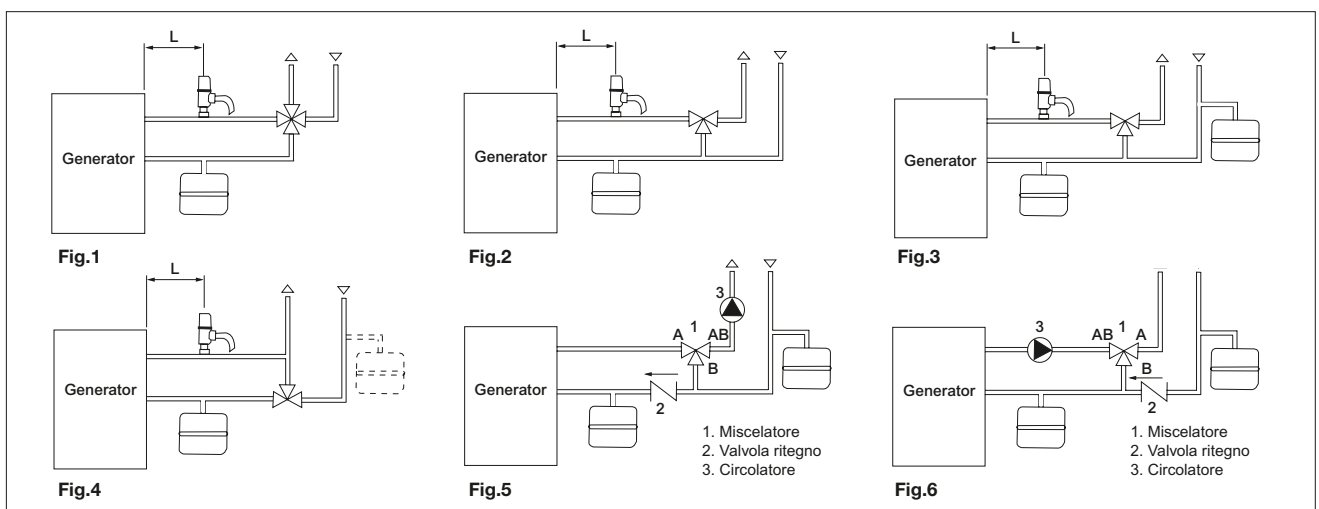 L
Generator
Fig.1
L
Generator
Fig.2
L
Generator
Fig.3
L
Generator
Fig.4
3
A 1 AB
B
Generator
2
1. Miscelatore
2. Valvola ritegno
3. Circolatore
Fig.5
3 AB 1 A
B
Generator
2
1. Miscelatore
2. Valvola ritegno
3. Circolatore
Fig.6